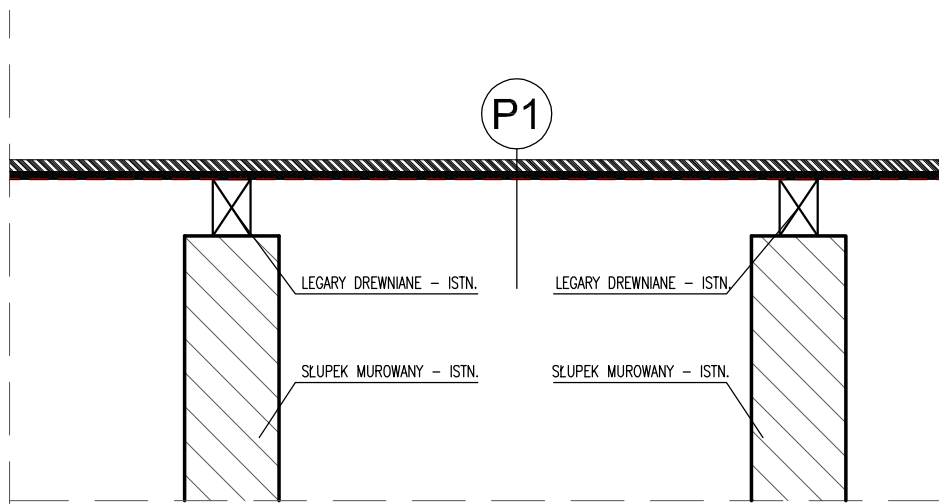 P1
LEGARY DREWNIANE – ISTN.
LEGARY DREWNIANE – ISTN.
SŁUPEK MUROWANY – ISTN.
SŁUPEK MUROWANY – ISTN.